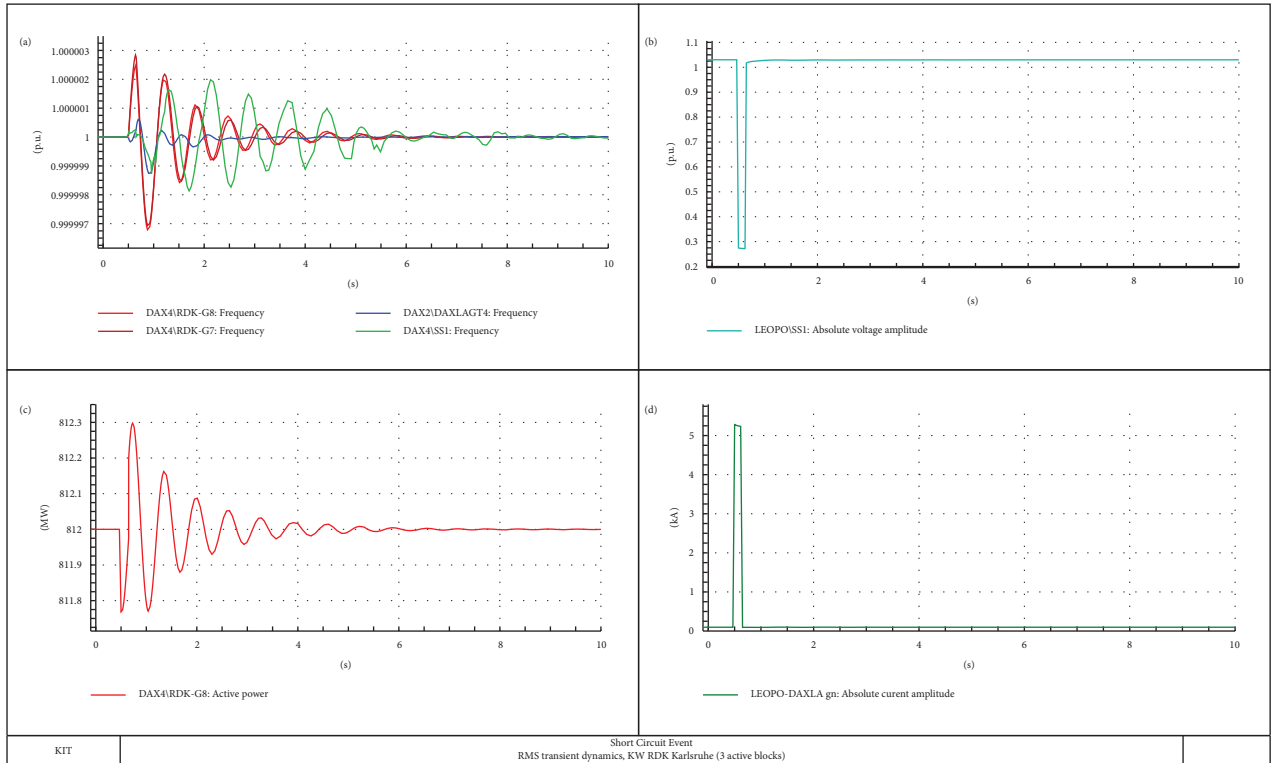 (a)
1.000003
1.000002
1.000001
1
0.999999
0.999998
0.999997
(p.u.)
0
2
4
6
8
10
(s)
DAX4\RDK-G8: Frequency
DAX4\RDK-G7: Frequency
DAX2\DAXLAGT4: Frequency
DAX4\SS1: Frequency
(b)
1.1
1
0.9
0.8
0.7
0.6
0.5
0.4
0.3
0.2
(p.u.)
0
2
4
6
8
10
(s)
LEOPO\SS1: Absolute voltage amplitude
(c)
812.3
812.2
812.1
812
811.9
811.8
(MW)
0
2
4
6
8
10
(s)
DAX4\RDK-G8: Active power
(d)
5
4
3
2
1
0
(kA)
0
2
4
6
8
10
(s)
LEOPO-DAXLA gn: Absolute curent amplitude
KIT
Short Circuit Event
RMS transient dynamics, KW RDK Karlsruhe (3 active blocks)